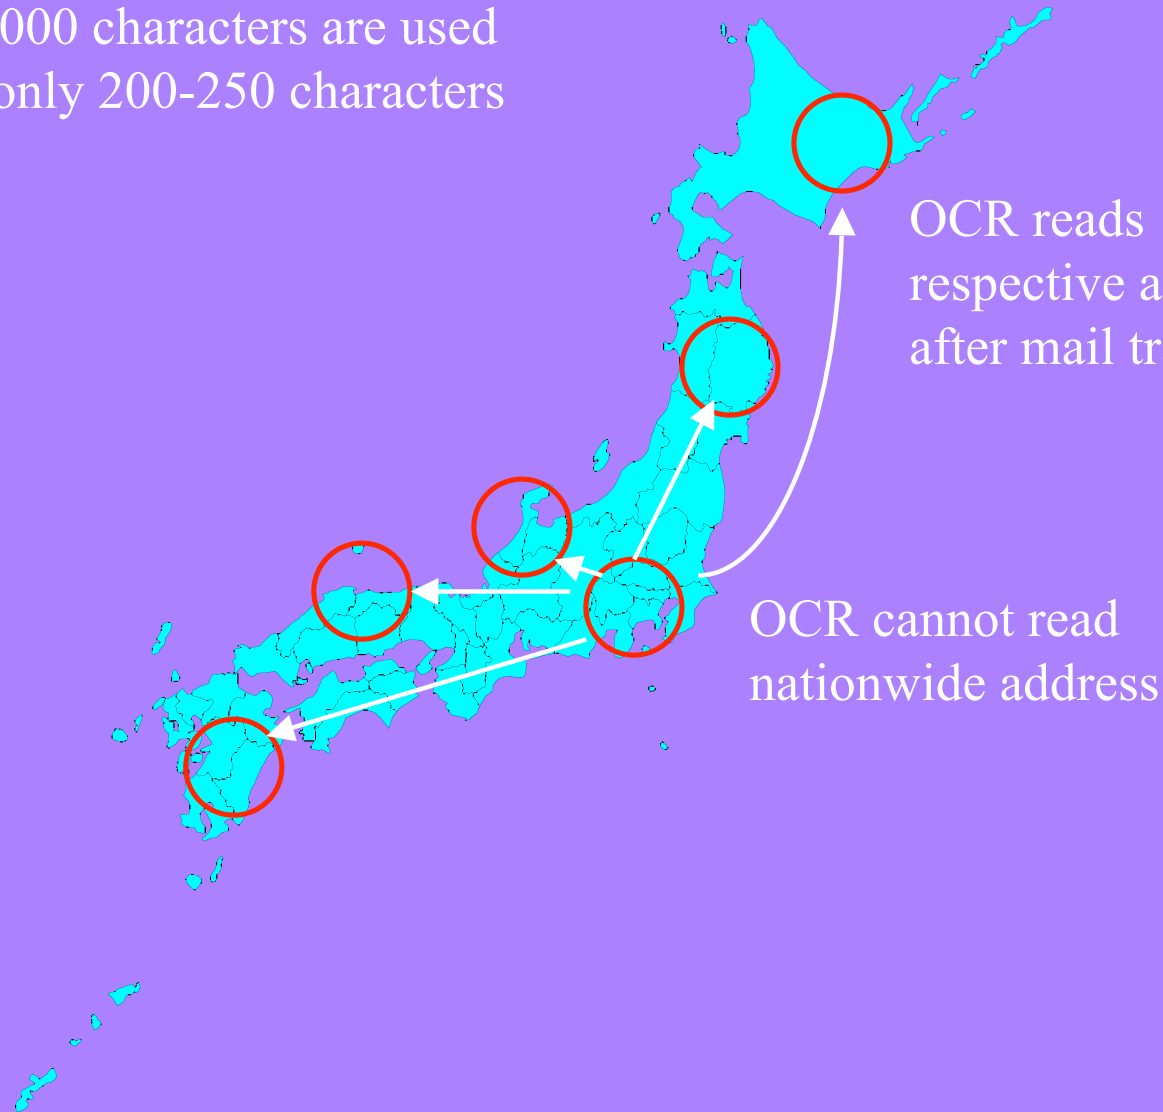 000 characters are used
only 200-250 characters
OCR reads
respective a
after mail tr
OCR cannot read
nationwide address